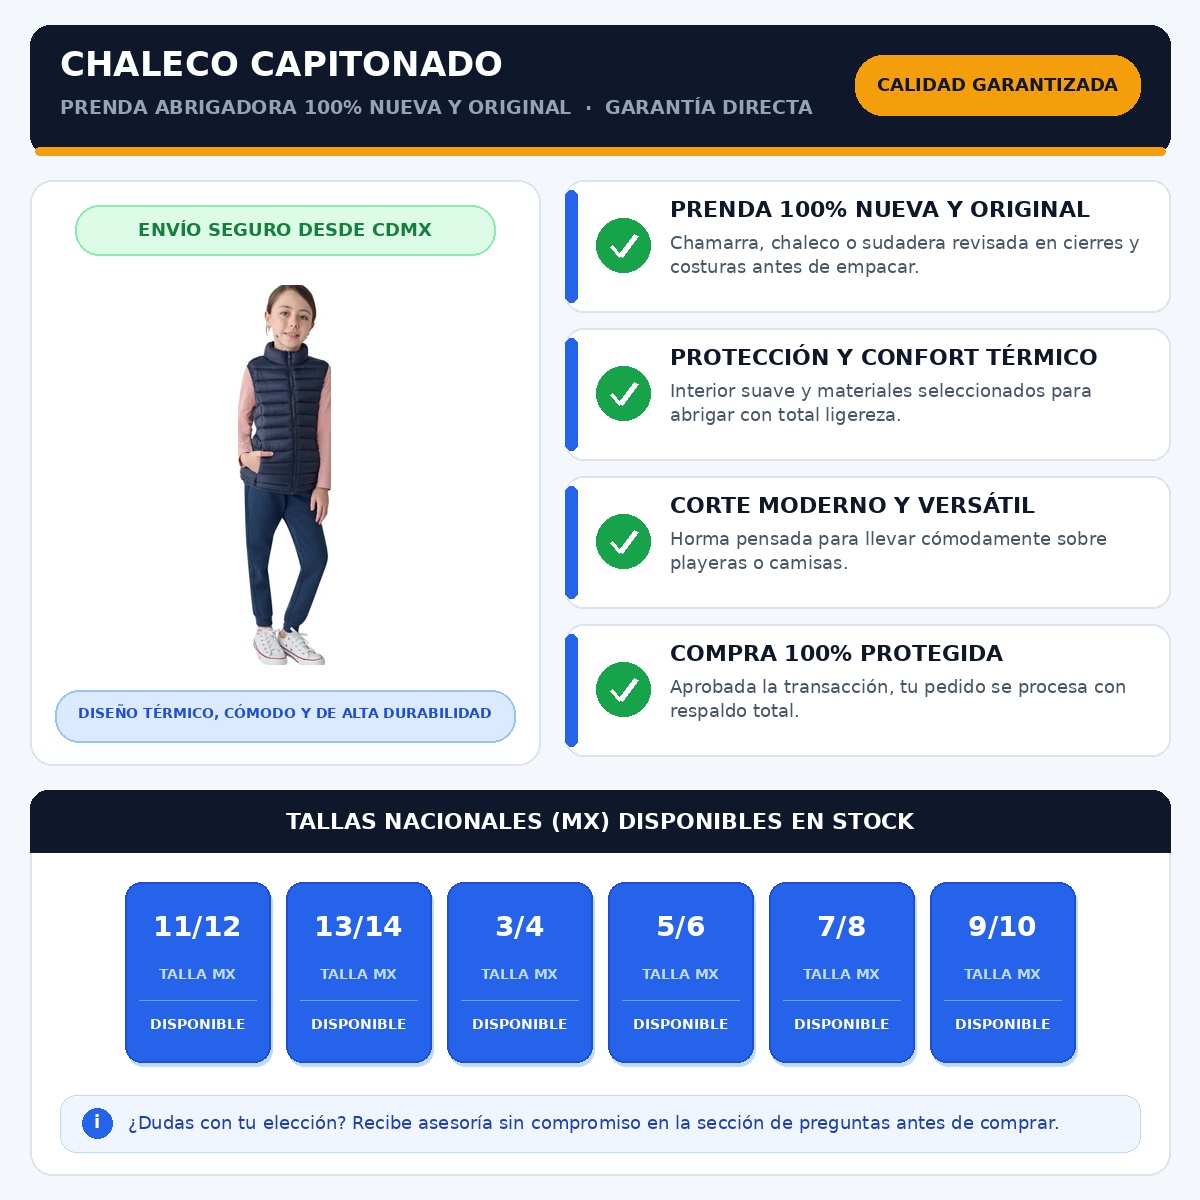 CHALECO CAPITONADO
PRENDA ABRIGADORA 100% NUEVA Y ORIGINAL · GARANTÍA DIRECTA
CALIDAD GARANTIZADA
ENVÍO SEGURO DESDE CDMX
DISEÑO TÉRMICO, CÓMODO Y DE ALTA DURABILIDAD
PRENDA 100% NUEVA Y ORIGINAL
Chamarra, chaleco o sudadera revisada en cierres y
costuras antes de empacar.
PROTECCIÓN Y CONFORT TÉRMICO
Interior suave y materiales seleccionados para
abrigar con total ligereza.
CORTE MODERNO Y VERSÁTIL
Horma pensada para llevar cómodamente sobre
playeras o camisas.
COMPRA 100% PROTEGIDA
Aprobada la transacción, tu pedido se procesa con
respaldo total.
TALLAS NACIONALES (MX) DISPONIBLES EN STOCK
11/12
TALLA MX
DISPONIBLE
13/14
TALLA MX
DISPONIBLE
3/4
TALLA MX
DISPONIBLE
5/6
TALLA MX
DISPONIBLE
7/8
TALLA MX
DISPONIBLE
9/10
TALLA MX
DISPONIBLE
i ¿Dudas con tu elección? Recibe asesoría sin compromiso en la sección de preguntas antes de comprar.